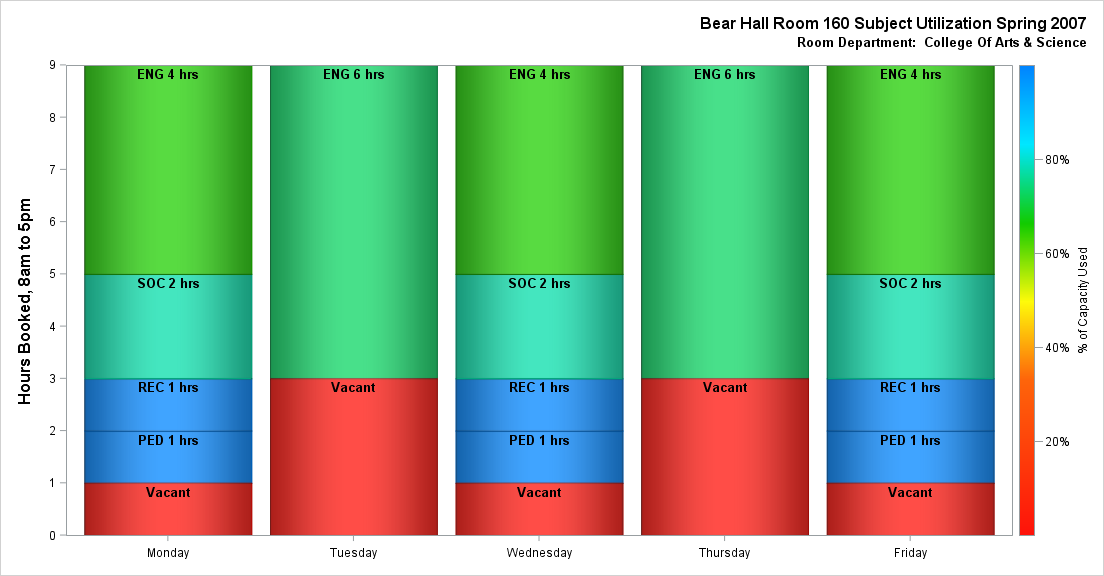 Bear Hall Room 160 Subject Utilization Spring 2007
Room Department:  College Of Arts & Science
Hours Booked, 8am to 5pm
9
8
7
6
5
4
3
2
1
0
ENG 4 hrs
SOC 2 hrs
REC 1 hrs
PED 1 hrs
Vacant
Monday
ENG 6 hrs
Vacant
Tuesday
ENG 4 hrs
SOC 2 hrs
REC 1 hrs
PED 1 hrs
Vacant
Wednesday
ENG 6 hrs
Vacant
Thursday
ENG 4 hrs
SOC 2 hrs
REC 1 hrs
PED 1 hrs
Vacant
Friday
80%
60%
40%
20%
% of Capacity Used